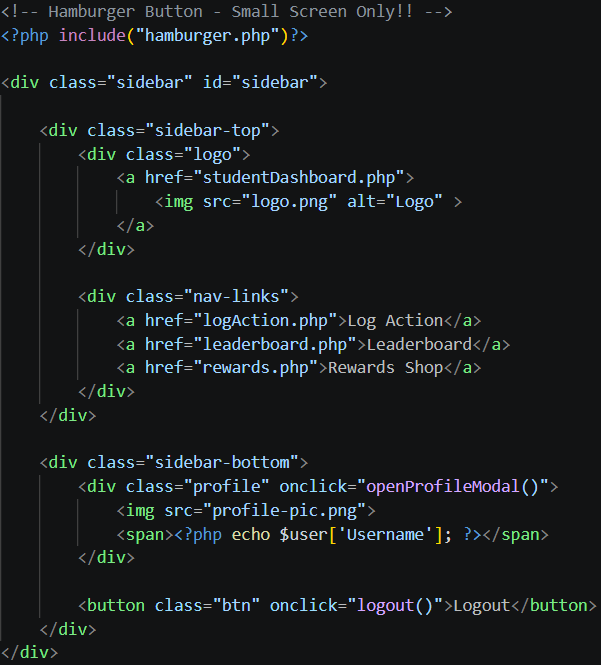 <!-- Hamburger Button - Small Screen Only!! -->
<?php include("hamburger.php")?>
<div class="sidebar" id="sidebar">
<div class="sidebar-top">
<div class="logo">
<a href="studentDashboard.php">
<img src="logo.png" alt="Logo" >
</a>
</div>
<div class="nav-links">
<a href="logAction.php">Log Action</a>
<a href="leaderboard.php">Leaderboard</a>
<a href="rewards.php">Rewards Shop</a>
</div>
</div>
<div class="sidebar-bottom">
<div class="profile" onclick="openProfileModal()">
<img src="profile-pic.png">
<span><?php echo $user['Username']; ?></span>
</div>
<button class="btn" onclick="logout()">Logout</button>
</div>
</div>